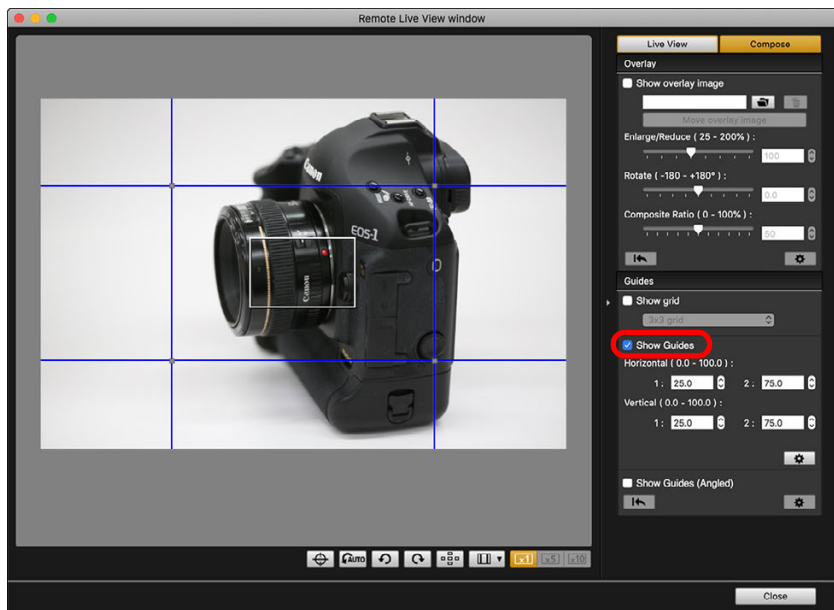 Remote Live View window
Live View
Compose
Overlay
Show overlay image
Move overlay image
Enlarge/Reduce ( 25 - 200% ) :
100
Rotate ( -180 - +180° ) :
0.0
Composite Ratio ( 0 - 100% ) :
50
Guides
Show grid
3x3 grid
Show Guides
Horizontal ( 0.0 - 100.0 ) :
1 : 25.0 2 : 75.0
Vertical ( 0.0 - 100.0 ) :
1 : 25.0 2 : 75.0
Show Guides (Angled)
Canon
EOS-1
Canon
AUTO
x1 x5 x10
Close